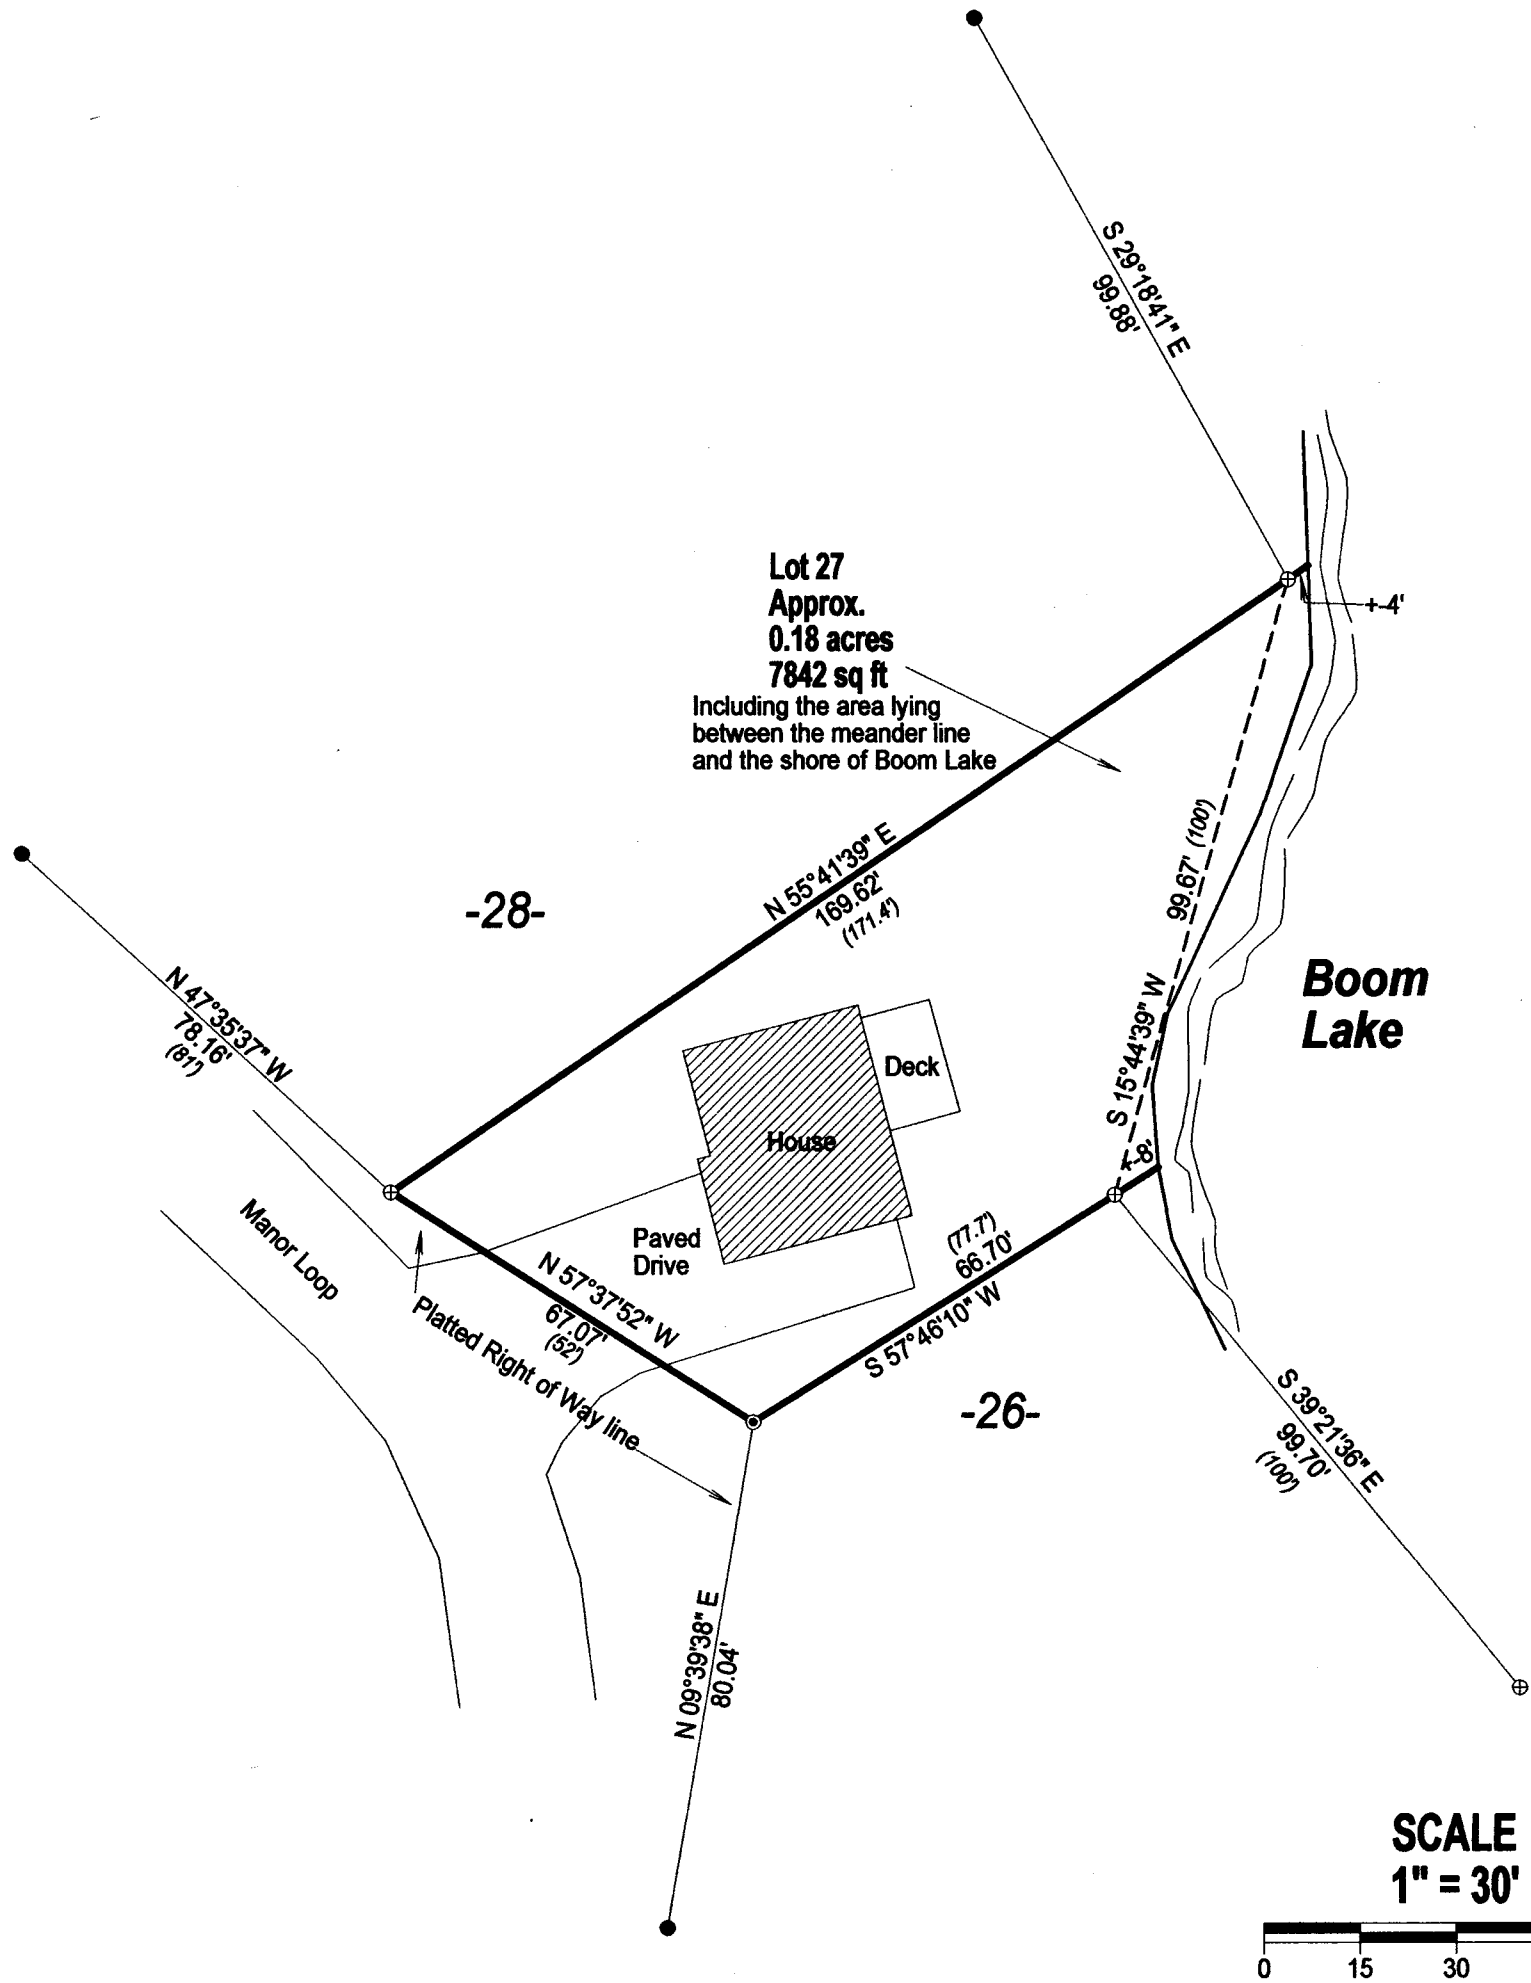 S 29°18'41" E
99.88'
Lot 27
Approx.
0.18 acres
7842 sq ft
Including the area lying
between the meander line
and the shore of Boom Lake
+-4'
N 55°41'39" E
169.62'
(171.4')
99.67' (100')
S 15°44'39" W
-28-
N 47°35'37" W
78.16'
(81')
Boom
Lake
Deck
House
+-8'
Manor Loop
Paved
Drive
N 57°37'52" W
67.07'
(52')
(77.7')
66.70'
S 57°46'10" W
Platted Right of Way line
-26-
S 39°21'36" E
99.70'
(100')
N 09°39'38" E
80.04'
SCALE
1" = 30'
0 15 30